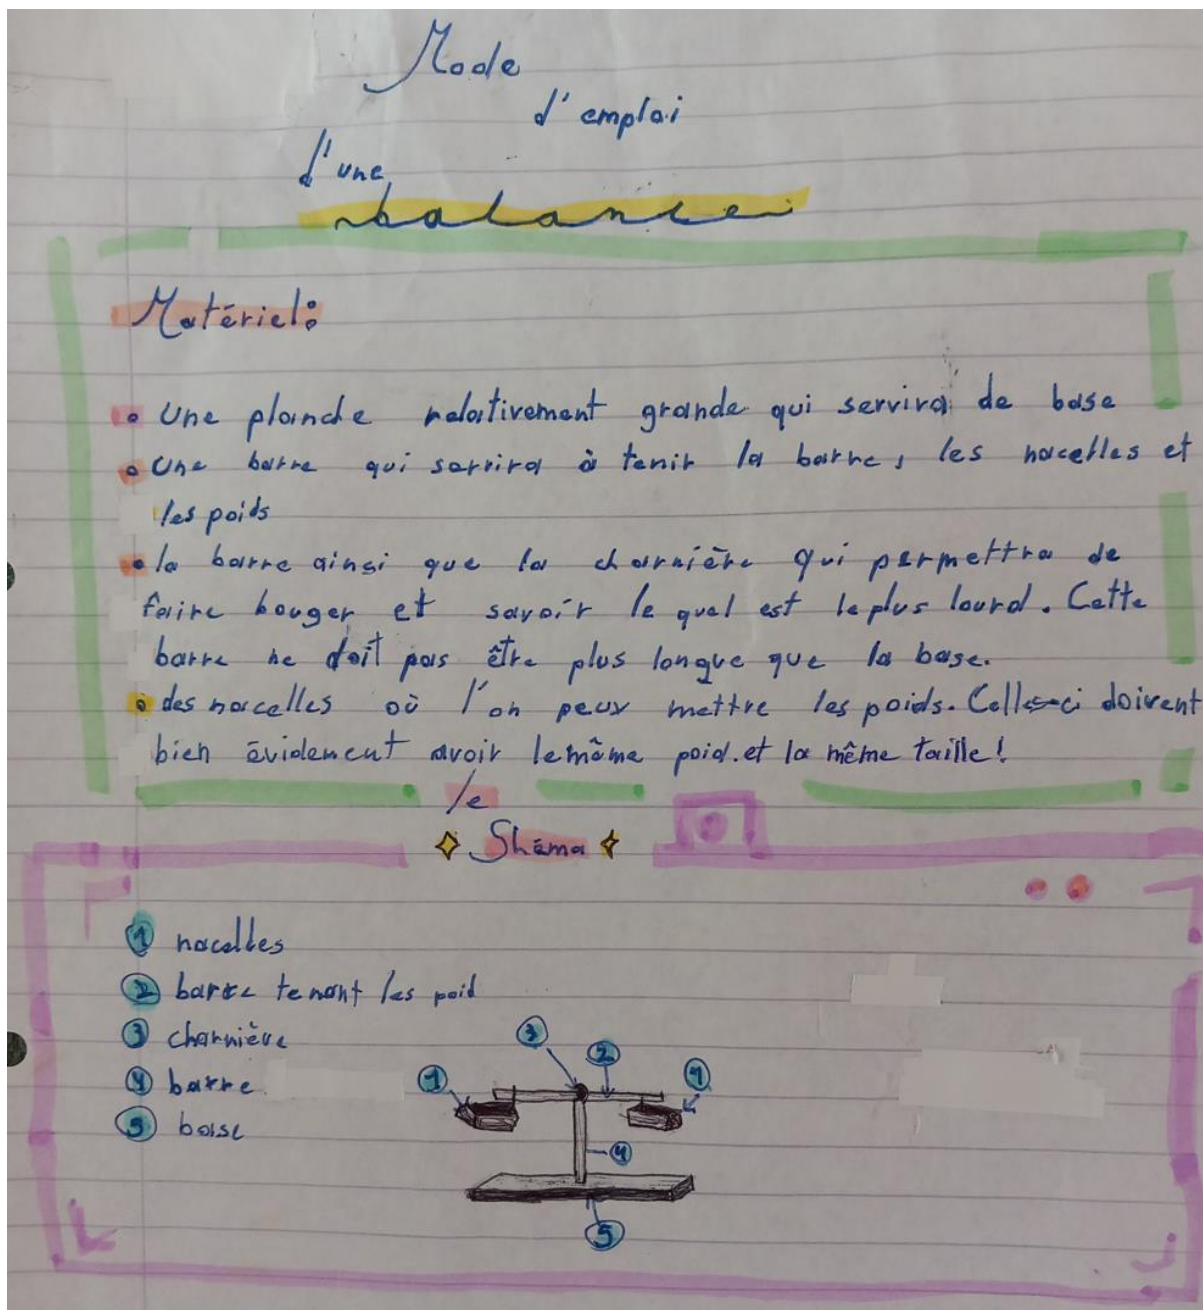 Mode
d'emploi
d'une
balance
Matériel:
• Une planche relativement grande qui servira de base
• Une barre qui servira à tenir la barre, les nacelles et
les poids
• la barre ainsi que la charnière qui permettra de
faire bouger et savoir le quel est le plus lourd. Cette
barre ne doit pas être plus longue que la base.
• des nacelles où l'on peux mettre les poids. Celles-ci doivent
bien évidement avoir le même poid. et la même taille!
le
Shéma
1 nacelles
2 barre tenant les poid
3 charnière
4 barre
5 base
3
2
1
1
4
5